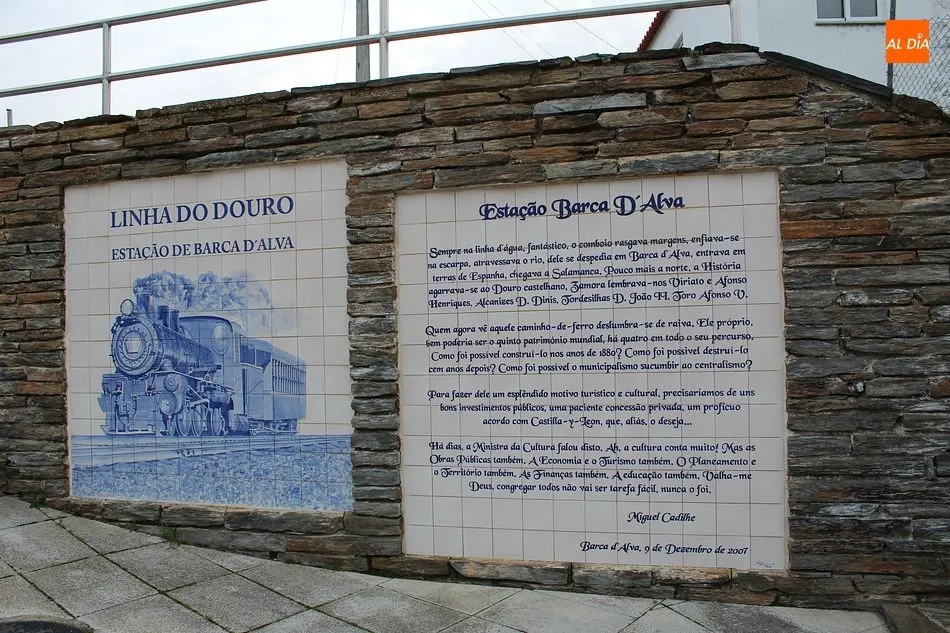 AL DÍA
LINHA DO DOURO
ESTAÇÃO DE BARCA D'ALVA
Estação Barca D'Alva
Sempre na linha d'água, fantástico, o comboio rasgava margens, enfiava-se
na escarpa, atravessava o rio, dele se despedia em Barca d'Alva, entrava em
terras de Espanha, chegava a Salamanca. Pouco mais a norte, a História
agarrava-se ao Douro castelhano, Zamora lembrava-nos Viriato e Afonso
Henriques, Alcanizes D. Dinis, Tordesilhas D. João II, Toro Afonso V.
Quem agora vê aquele caminho-de-ferro deslumbra-se de raiva. Ele próprio,
bem poderia ser o quinto património mundial, há quatro em todo o seu percurso.
Como foi possível construí-lo nos anos de 1880? Como foi possível destruí-lo
cem anos depois? Como foi possível o municipalismo sucumbir ao centralismo?
Para fazer dele um esplêndido motivo turístico e cultural, precisaríamos de uns
bons investimentos públicos, uma paciente concessão privada, um profícuo
acordo com Castilla-y-Leon, que, aliás, o deseja...
Há dias, a Ministra da Cultura falou disto. Ah, a cultura conta muito! Mas as
Obras Públicas também. A Economia e o Turismo também. O Planeamento e
o Território também. As Finanças também. A educação também. Valha-me
Deus, congregar todos não vai ser tarefa fácil, nunca o foi.
Miguel Cadilhe
Barca d'Alva, 9 de Dezembro de 2007